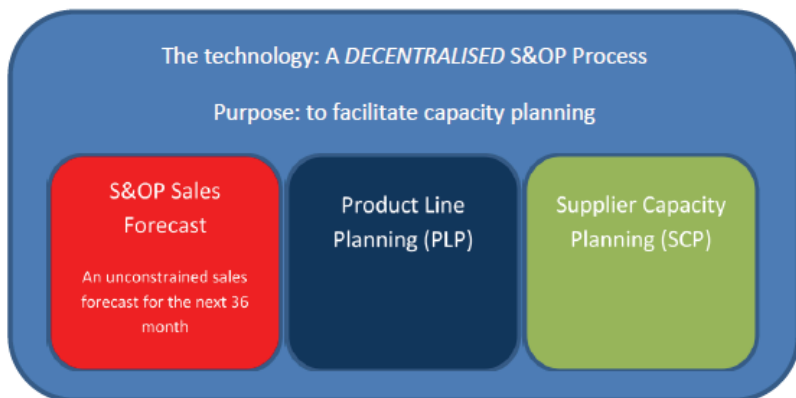 The technology: A DECENTRALISED S&OP Process
Purpose: to facilitate capacity planning
S&OP Sales
Forecast
An unconstrained sales
forecast for the next 36
month
Product Line
Planning (PLP)
Supplier Capacity
Planning (SCP)